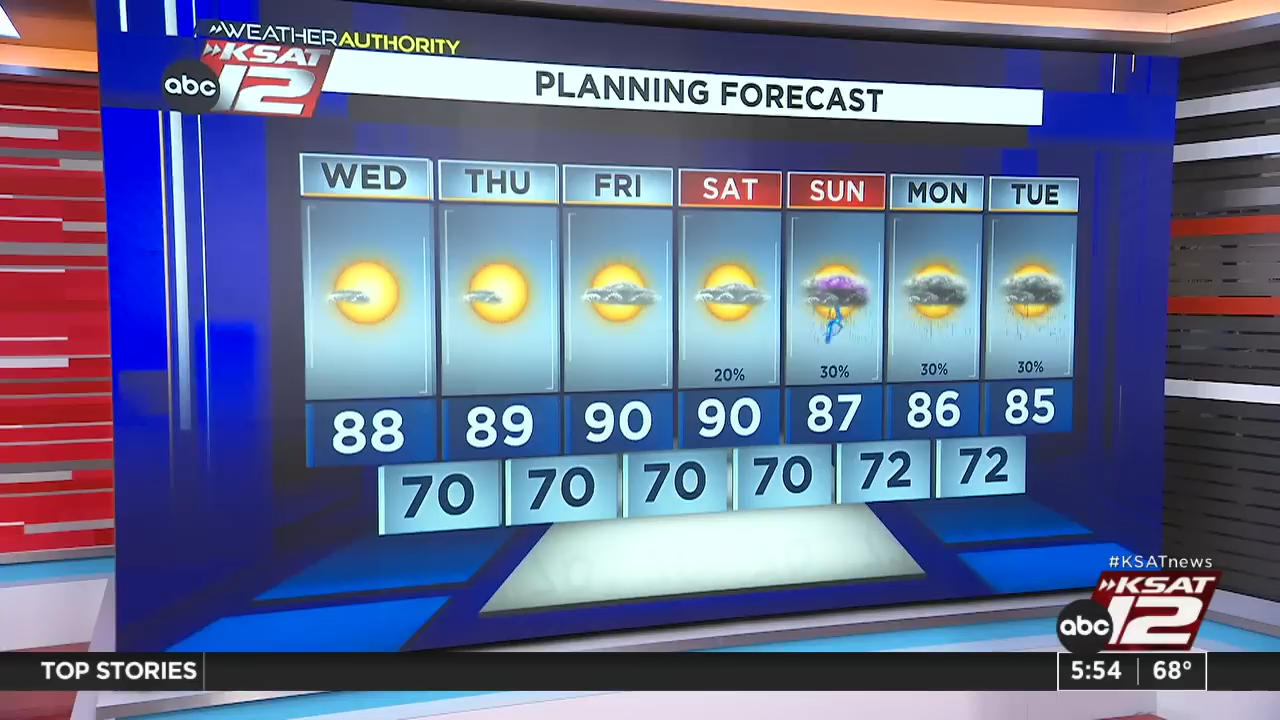 WEATHERAUTHORITY
KSAT
abc 12
PLANNING FORECAST
WED THU FRI SAT SUN MON TUE
20% 30% 30% 30%
88 89 90 90 87 86 85
70 70 70 70 72 72
#KSATnews
KSAT
abc 12
TOP STORIES
5:54 68°